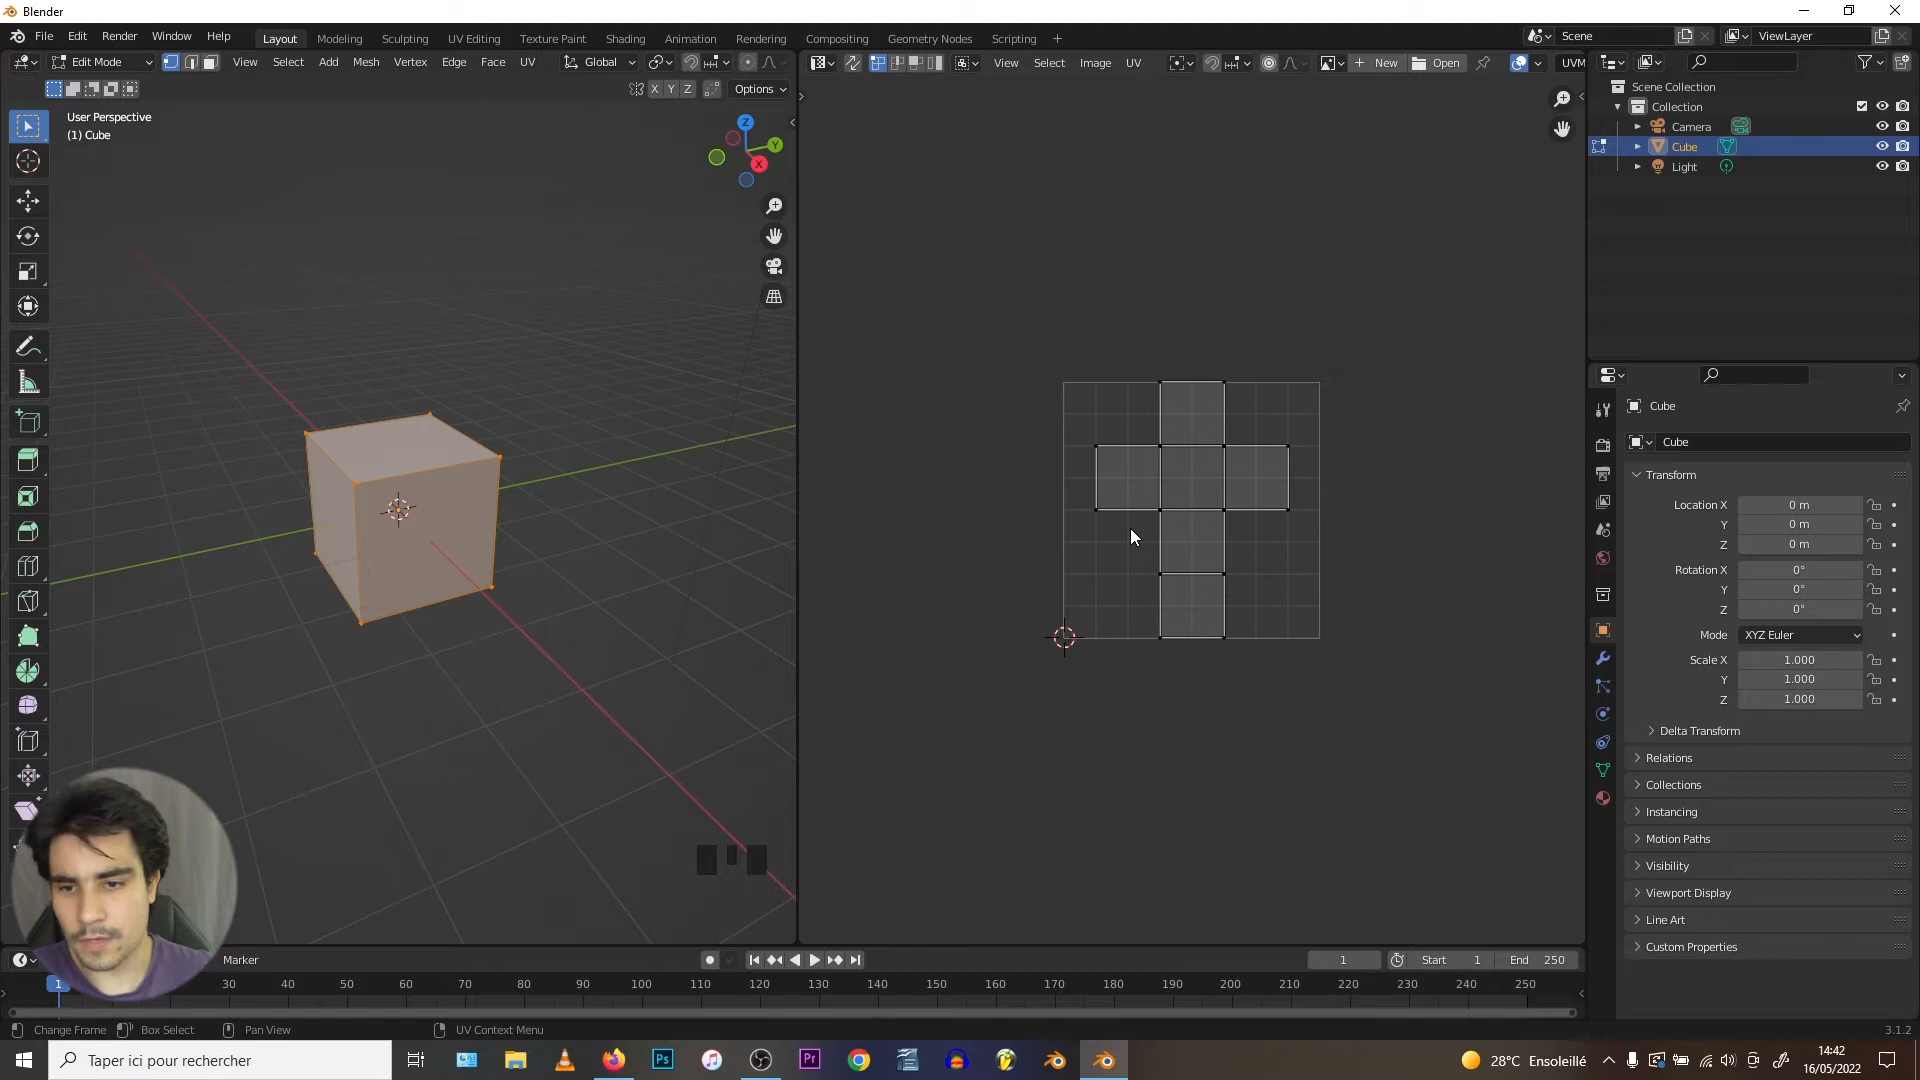 Blender
File Edit Render Window Help
Layout Modeling Sculpting UV Editing Texture Paint Shading Animation Rendering Compositing Geometry Nodes Scripting +
Scene
ViewLayer
Edit Mode View Select Add Mesh Vertex Edge Face UV Global
View Select Image UV New Open UVM
X Y Z Options
User Perspective
(1) Cube
Z
Y
X
Scene Collection
Collection
Camera
Cube
Light
Cube
Cube
Transform
Location X 0 m
Y 0 m
Z 0 m
Rotation X 0°
Y 0°
Z 0°
Mode XYZ Euler
Scale X 1.000
Y 1.000
Z 1.000
Delta Transform
Relations
Collections
Instancing
Motion Paths
Visibility
Viewport Display
Line Art
Custom Properties
Marker 1 Start 1 End 250
1 30 40 50 60 70 80 90 100 110 120 130 140 150 160 170 180 190 200 210 220 230 240 250
Change Frame Box Select Pan View UV Context Menu 3.1.2
Taper ici pour rechercher
Ps
Pr
28°C Ensoleillé
14:42
16/05/2022